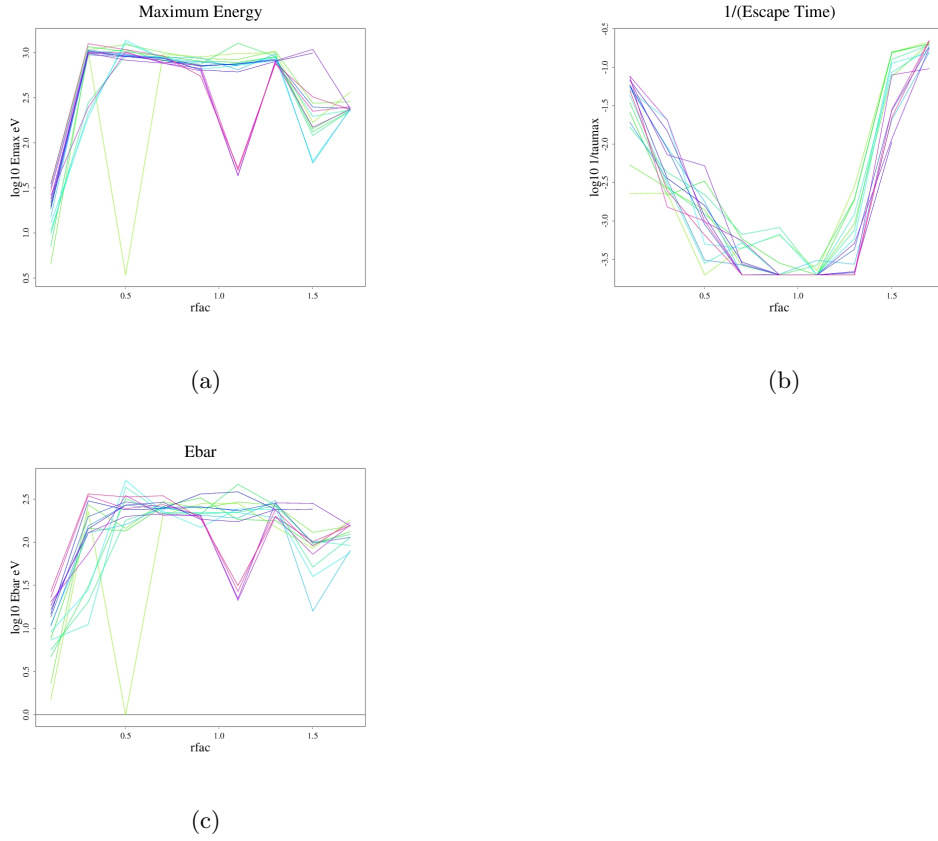 Maximum Energy
log10 Emax eV
0.5
1.0
1.5
2.0
2.5
3.0
0.5
1.0
1.5
rfac
(a)
1/(Escape Time)
log10 1/taumax
-3.5
-3.0
-2.5
-2.0
-1.5
-1.0
-0.5
0.5
1.0
1.5
rfac
(b)
Ebar
log10 Ebar eV
0.0
0.5
1.0
1.5
2.0
2.5
0.5
1.0
1.5
rfac
(c)